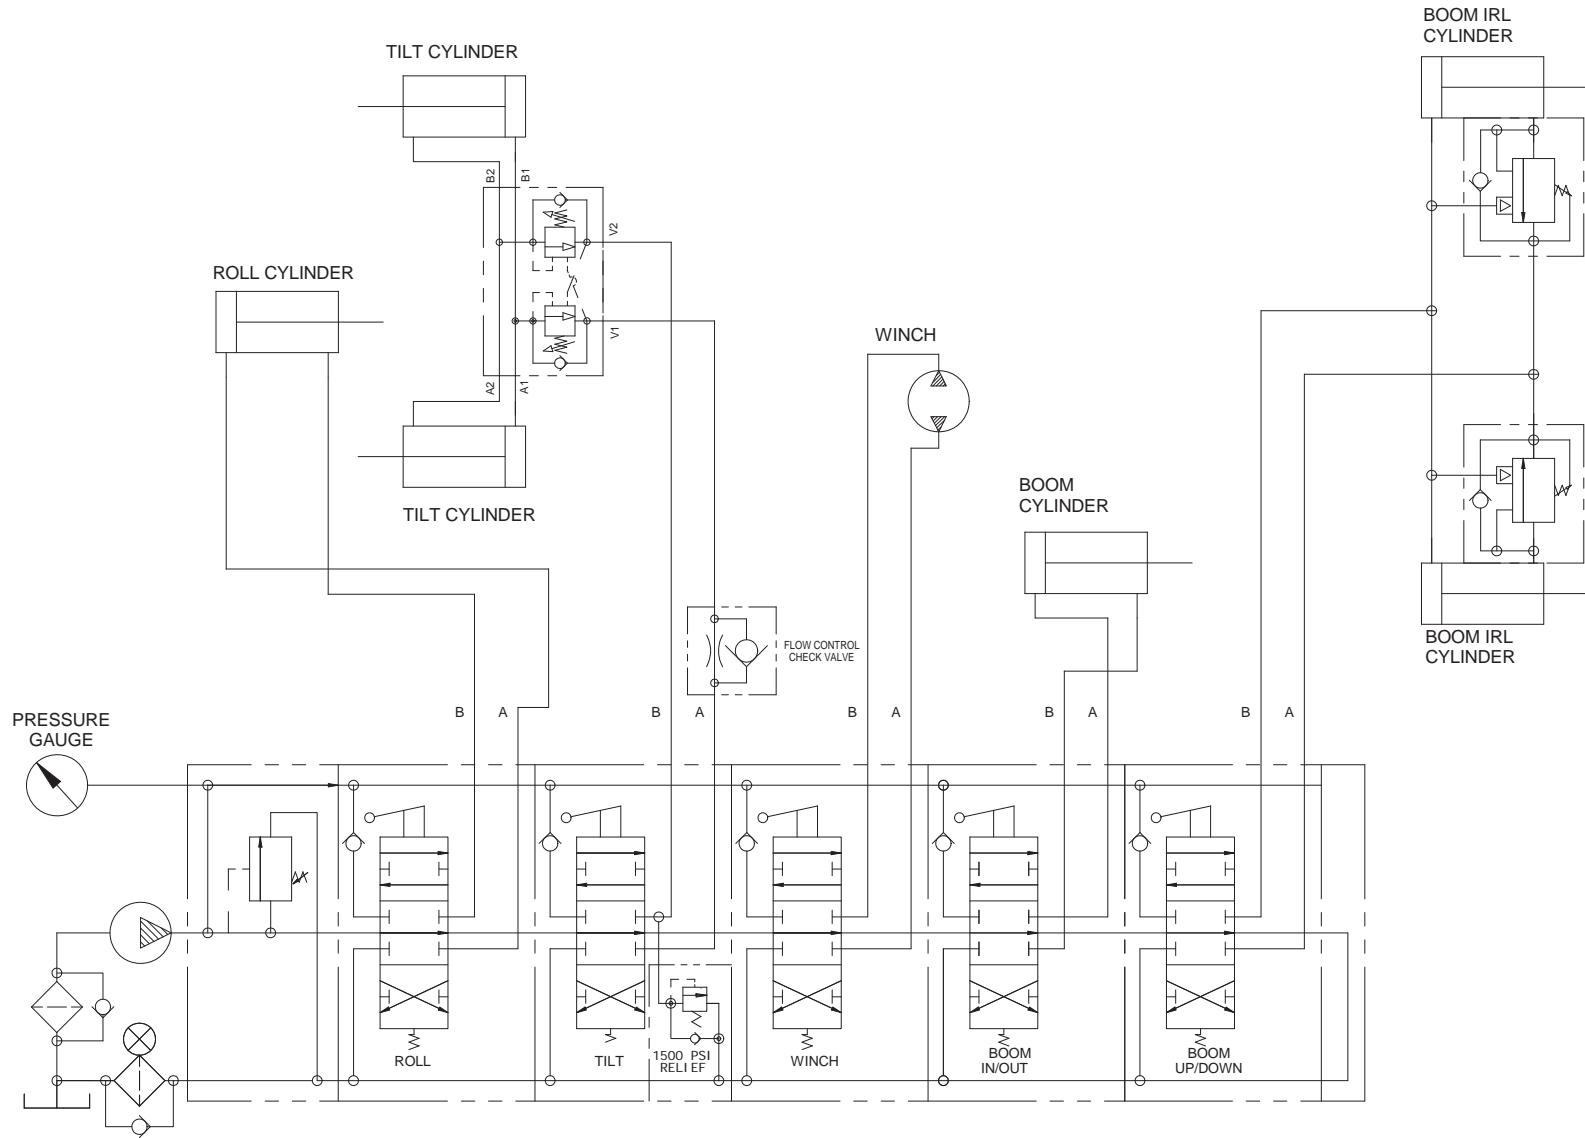 BOOM IRL
CYLINDER
TILT CYLINDER
B2
B1
V2
ROLL CYLINDER
V1
WINCH
A2
A1
BOOM
CYLINDER
TILT CYLINDER
FLOW CONTROL
CHECK VALVE
BOOM IRL
CYLINDER
PRESSURE
GAUGE
B A B A B A B A B A
ROLL
TILT
1500 PSI
RELIEF
WINCH
BOOM
IN/OUT
BOOM
UP/DOWN